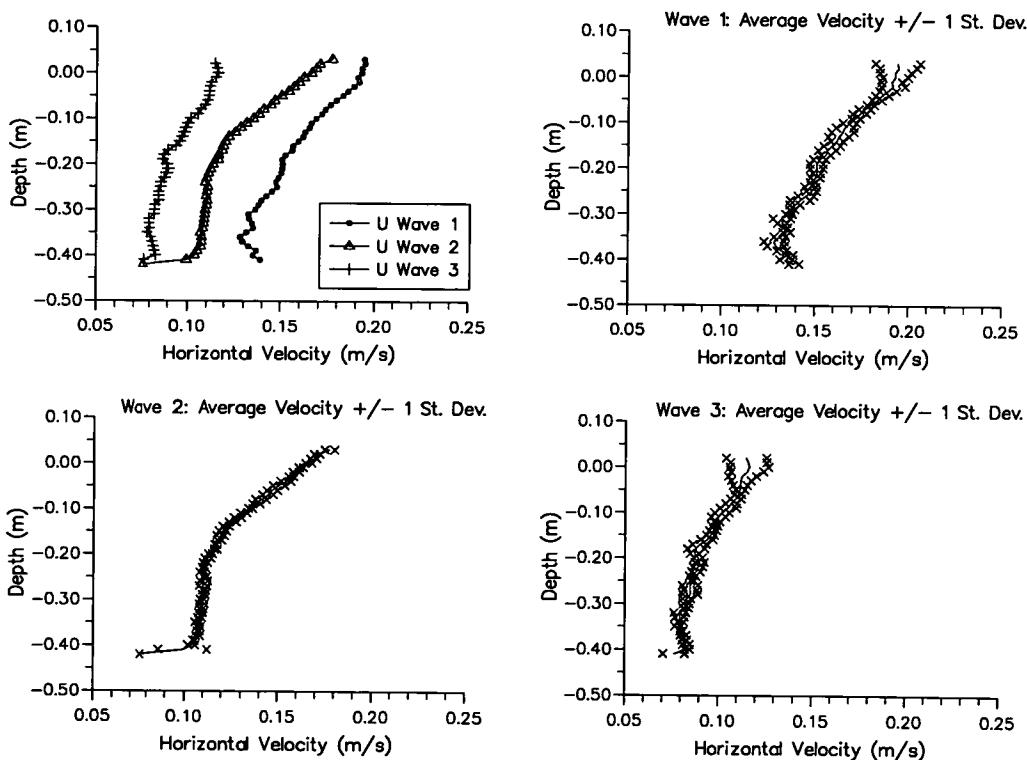 0.10
0.00
−0.10
−0.20
−0.30
−0.40
−0.50
Depth (m)
U Wave 1
U Wave 2
U Wave 3
0.05 0.10 0.15 0.20 0.25
Horizontal Velocity (m/s)
Wave 1: Average Velocity +/− 1 St. Dev.
0.10
0.00
−0.10
−0.20
−0.30
−0.40
−0.50
Depth (m)
0.05 0.10 0.15 0.20 0.25
Horizontal Velocity (m/s)
Wave 2: Average Velocity +/− 1 St. Dev.
0.10
0.00
−0.10
−0.20
−0.30
−0.40
−0.50
Depth (m)
0.05 0.10 0.15 0.20 0.25
Horizontal Velocity (m/s)
Wave 3: Average Velocity +/− 1 St. Dev.
0.10
0.00
−0.10
−0.20
−0.30
−0.40
−0.50
Depth (m)
0.05 0.10 0.15 0.20 0.25
Horizontal Velocity (m/s)